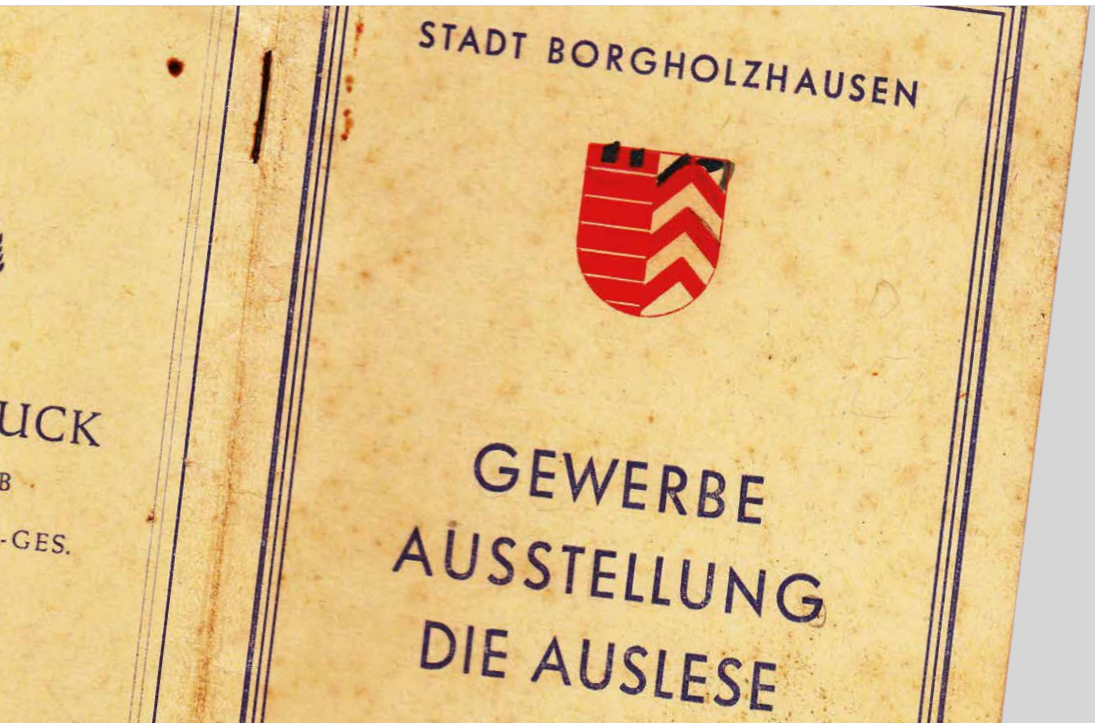 UCK
B
-GES.
STADT BORGHOLZHAUSEN
GEWERBE
AUSSTELLUNG
DIE AUSLESE